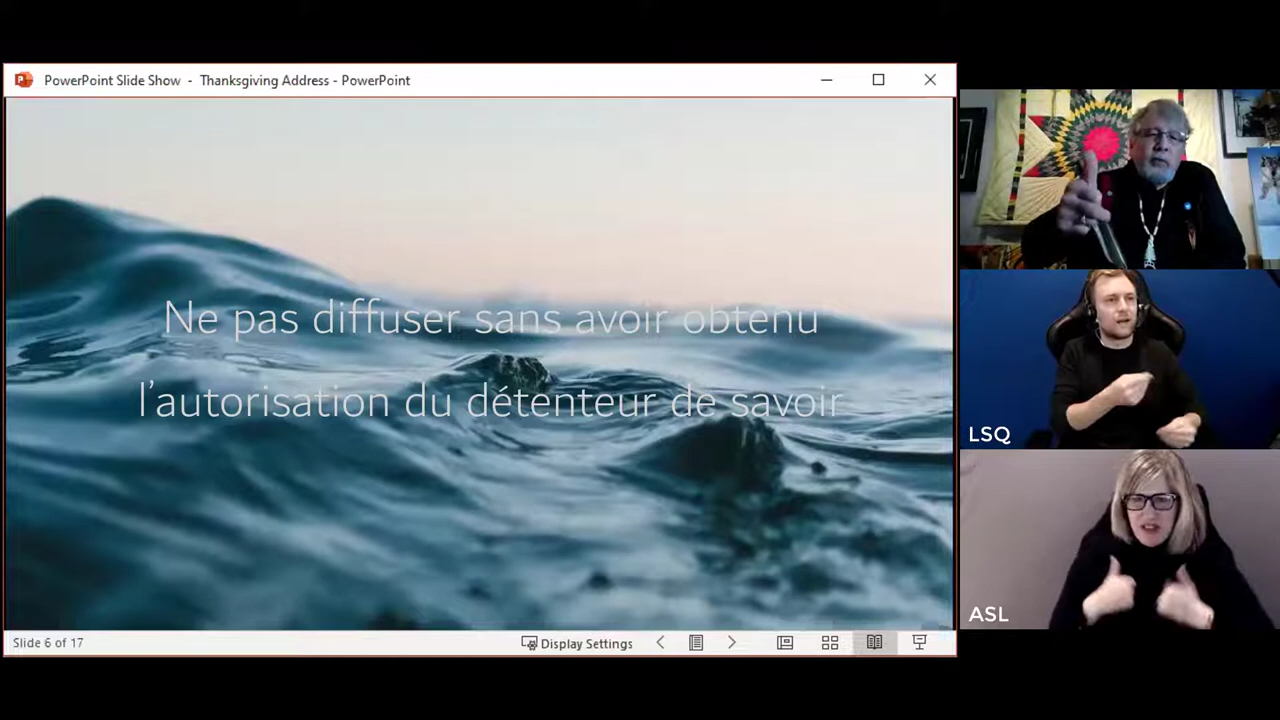 PowerPoint Slide Show - Thanksgiving Address - PowerPoint
Ne pas diffuser sans avoir obtenu
l’autorisation du détenteur de savoir
LSQ
ASL
Slide 6 of 17
Display Settings